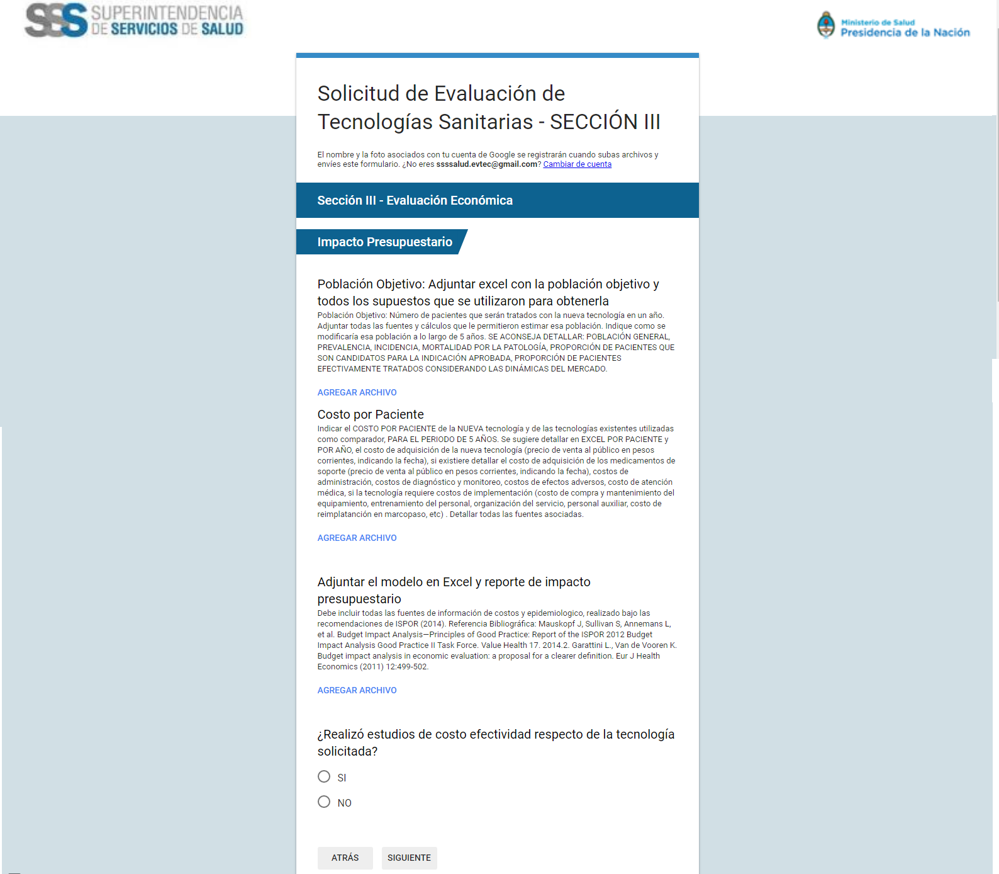 SSS SUPERINTENDENCIA
DE SERVICIOS DE SALUD
Ministerio de Salud
Presidencia de la Nación
Solicitud de Evaluación de
Tecnologías Sanitarias - SECCIÓN III
El nombre y la foto asociados con tu cuenta de Google se registrarán cuando subas archivos y
envíes este formulario. ¿No eres ssssalud.evtec@gmail.com? Cambiar de cuenta
Sección III - Evaluación Económica
Impacto Presupuestario
Población Objetivo: Adjuntar excel con la población objetivo y
todos los supuestos que se utilizaron para obtenerla
Población Objetivo: Número de pacientes que serán tratados con la nueva tecnología en un año.
Adjuntar todas las fuentes y cálculos que le permitieron estimar esa población. Indique como se
modificaría esa población a lo largo de 5 años. SE ACONSEJA DETALLAR: POBLACIÓN GENERAL,
PREVALENCIA, INCIDENCIA, MORTALIDAD POR LA PATOLOGÍA, PROPORCIÓN DE PACIENTES QUE
SON CANDIDATOS PARA LA INDICACIÓN APROBADA, PROPORCIÓN DE PACIENTES
EFECTIVAMENTE TRATADOS CONSIDERANDO LAS DINÁMICAS DEL MERCADO.
AGREGAR ARCHIVO
Costo por Paciente
Indicar el COSTO POR PACIENTE de la NUEVA tecnología y de las tecnologías existentes utilizadas
como comparador, PARA EL PERIODO DE 5 AÑOS. Se sugiere detallar en EXCEL POR PACIENTE y
POR AÑO, el costo de adquisición de la nueva tecnología (precio de venta al público en pesos
corrientes, indicando la fecha), si existiere detallar el costo de adquisición de los medicamentos de
soporte (precio de venta al público en pesos corrientes, indicando la fecha), costos de
administración, costos de diagnóstico y monitoreo, costos de efectos adversos, costo de atención
médica, si la tecnología requiere costos de implementación (costo de compra y mantenimiento del
equipamiento, entrenamiento del personal, organización del servicio, personal auxiliar, costo de
reimplatanción en marcopaso, etc) . Detallar todas las fuentes asociadas.
AGREGAR ARCHIVO
Adjuntar el modelo en Excel y reporte de impacto
presupuestario
Debe incluir todas las fuentes de información de costos y epidemiologico, realizado bajo las
recomendaciones de ISPOR (2014). Referencia Bibliográfica: Mauskopf J, Sullivan S, Annemans L,
et al. Budget Impact Analysis—Principles of Good Practice: Report of the ISPOR 2012 Budget
Impact Analysis Good Practice II Task Force. Value Health 17. 2014.2. Garattini L., Van de Vooren K.
Budget impact analysis in economic evaluation: a proposal for a clearer definition. Eur J Health
Economics (2011) 12:499-502.
AGREGAR ARCHIVO
¿Realizó estudios de costo efectividad respecto de la tecnología
solicitada?
SI
NO
ATRÁS SIGUIENTE